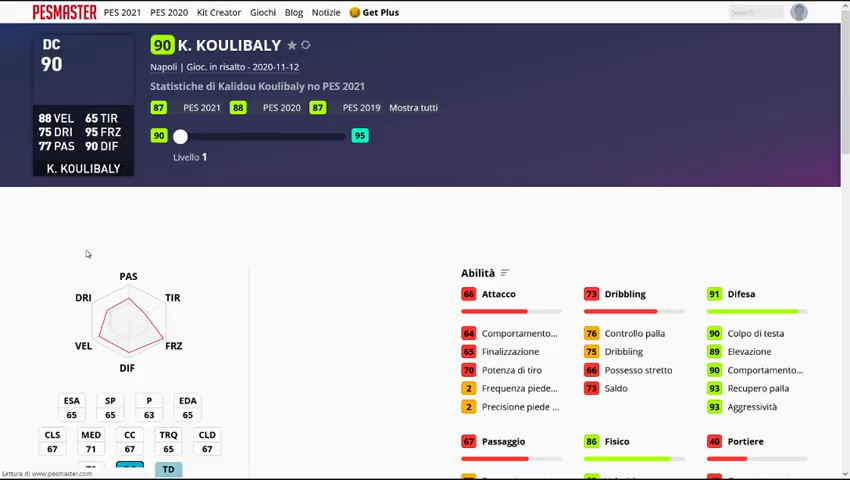 PESMASTER PES 2021 PES 2020 Kit Creator Giochi Blog Notizie Get Plus Search
DC
90
88 VEL 65 TIR
75 DRI 95 FRZ
77 PAS 90 DIF
K. KOULIBALY
90 K. KOULIBALY
Napoli | Gioc. in risalto - 2020-11-12
Statistiche di Kalidou Koulibaly no PES 2021
87 PES 2021 88 PES 2020 87 PES 2019 Mostra tutti
90 95
Livello 1
PAS
DRI TIR
VEL FRZ
DIF
ESA SP P EDA
65 65 63 65
CLS MED CC TRQ CLD
67 71 67 65 67
TD
Abilità
66 Attacco
64 Comportamento...
65 Finalizzazione
70 Potenza di tiro
2 Frequenza piede...
2 Precisione piede ...
73 Dribbling
76 Controllo palla
75 Dribbling
66 Possesso stretto
73 Saldo
91 Difesa
90 Colpo di testa
89 Elevazione
90 Comportamento...
93 Recupero palla
93 Aggressività
67 Passaggio
86 Fisico
40 Portiere
Lettura di www.pesmaster.com